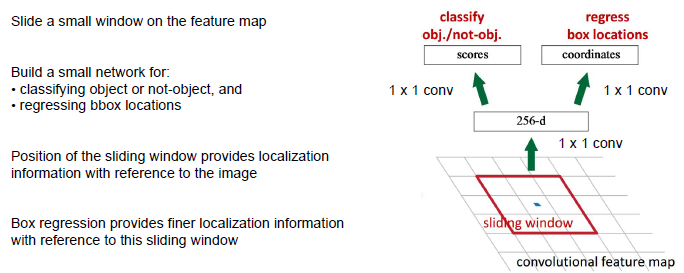 Slide a small window on the feature map
Build a small network for:
• classifying object or not-object, and
• regressing bbox locations
Position of the sliding window provides localization
information with reference to the image
Box regression provides finer localization information
with reference to this sliding window
classify
obj./not-obj.
regress
box locations
scores
coordinates
1 x 1 conv
1 x 1 conv
256-d
1 x 1 conv
sliding window
convolutional feature map